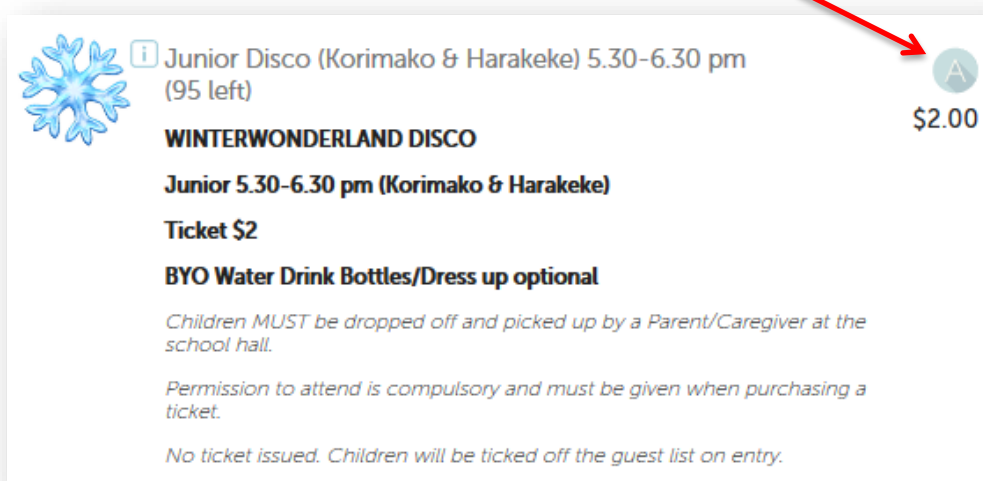 i Junior Disco (Korimako & Harakeke) 5.30-6.30 pm
(95 left)
A
$2.00
WINTERWONDERLAND DISCO
Junior 5.30-6.30 pm (Korimako & Harakeke)
Ticket $2
BYO Water Drink Bottles/Dress up optional
Children MUST be dropped off and picked up by a Parent/Caregiver at the
school hall.
Permission to attend is compulsory and must be given when purchasing a
ticket.
No ticket issued. Children will be ticked off the guest list on entry.